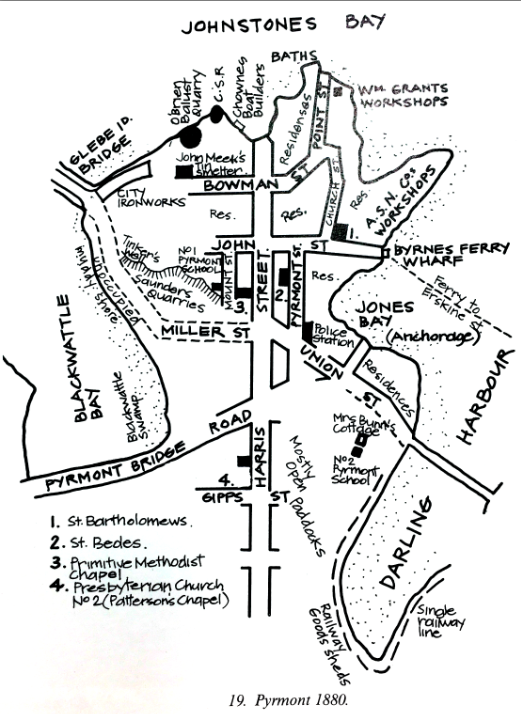 JOHNSTONES BAY
BATHS
O'Brien
Ballust
Quarry
C.S.R
Chownes
Boat
Builders
WM. GRANTS
WORKSHOPS
GLEBE ID.
BRIDGE
John Meek's
Tin
Smelter.
Residenses
POINT ST
BOWMAN ST
CITY
IRONWORKS
CHURCH ST
Res
A.S.N. Co.s
WORKSHOPS
Res.
Res.
1.
JOHN ST
BYRNES FERRY
WHARF
Tinkers
Well
No 1
PYRMONT
SCHOOL
MOUNT ST
STREET
PYRMONT ST.
Res.
Ferry to
Erskine St.
unoccupied
muddy shore
Saunders
Quarries
3.
2.
JONES
BAY
(Anchoridge)
MILLER ST
Police
Station
UNION ST
Residences
BLACKWATTLE
BAY
Blackwattle
Swamp.
HARBOUR
ROAD
PYRMONT BRIDGE
HARRIS
Mrs Bunn's
Cottage
No 2
Pyrmont
School
4.
GIPPS ST.
Mostly
Open Paddocks
DARLING
1. St. Bartholomews.
2. St. Bedes.
3. Primitive Methodist
Chapel
4. Presbyterian Church
No 2 (Patterson's Chapel)
Railway
Goods sheds
Single
railway
line
19. Pyrmont 1880.